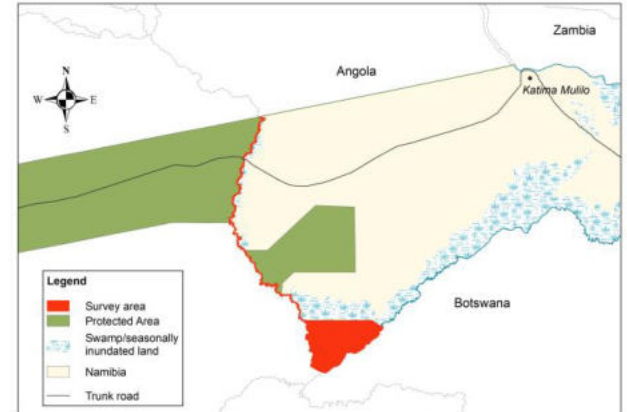 Zambia
Angola
Katima Mulilo
N
W E
S
Botswana
Legend
Survey area
Protected Area
Swamp/seasonally
inundated land
Namibia
Trunk road